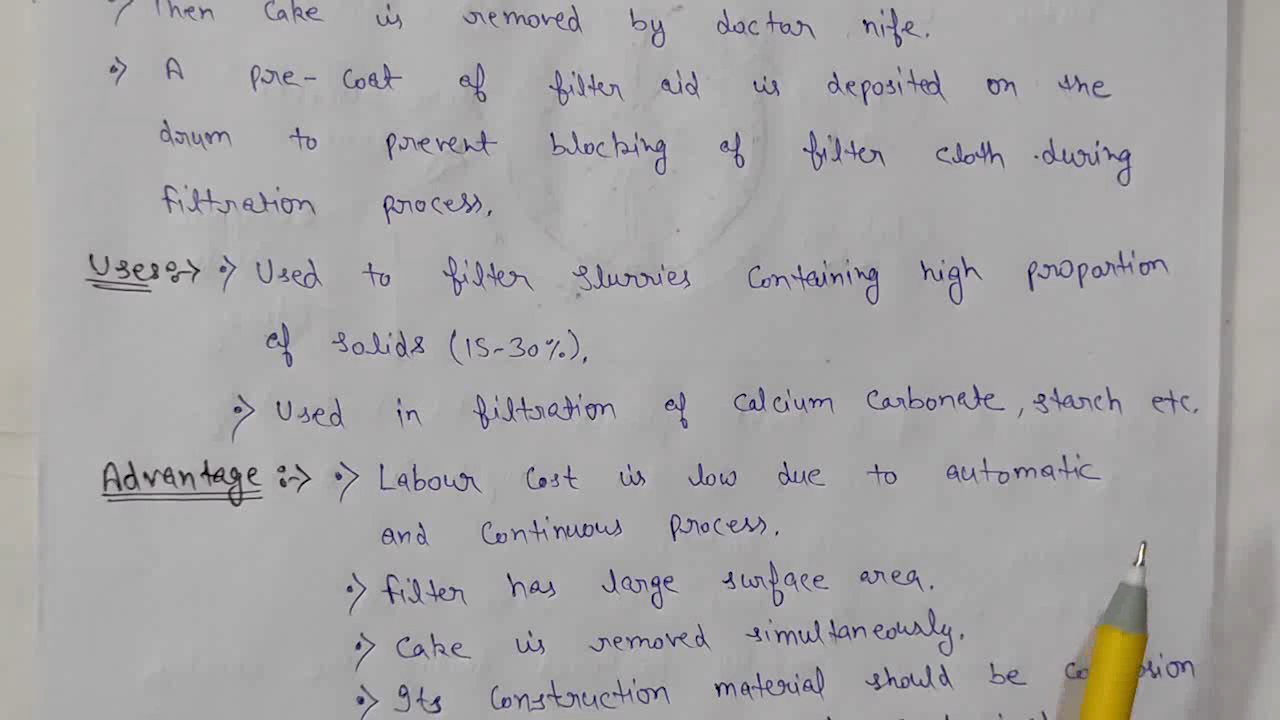 Then Cake is removed by doctar nife.
A pre-coat of filter aid is deposited on the
drum to prevent blocking of filter cloth during
filtration process.
Uses:-> Used to filter slurries containing high propartion
of solids (15-30%).
Used in filtration of calcium carbonate, starch etc.
Advantage :-> Labour cost is low due to automatic
and continuous process.
filter has large surface area.
Cake is removed simultaneously.
Its construction material should be